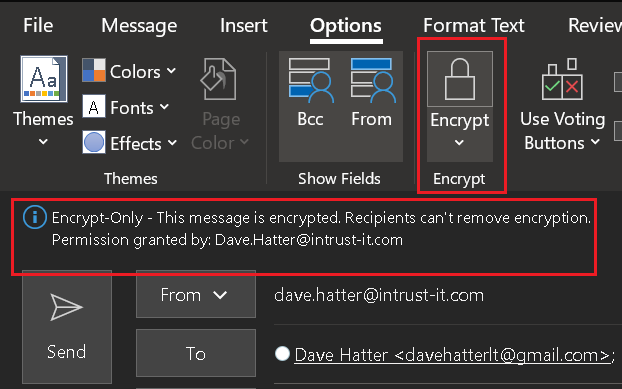 File Message Insert Options Format Text Review
Aa
Themes
Colors
A Fonts
Effects
Page
Color
Themes
Bcc From
Show Fields
Encrypt
Encrypt
Use Voting
Buttons
Encrypt-Only - This message is encrypted. Recipients can't remove encryption.
Permission granted by: Dave.Hatter@intrust-it.com
Send
From dave.hatter@intrust-it.com
To Dave Hatter <davehatterlt@gmail.com>;